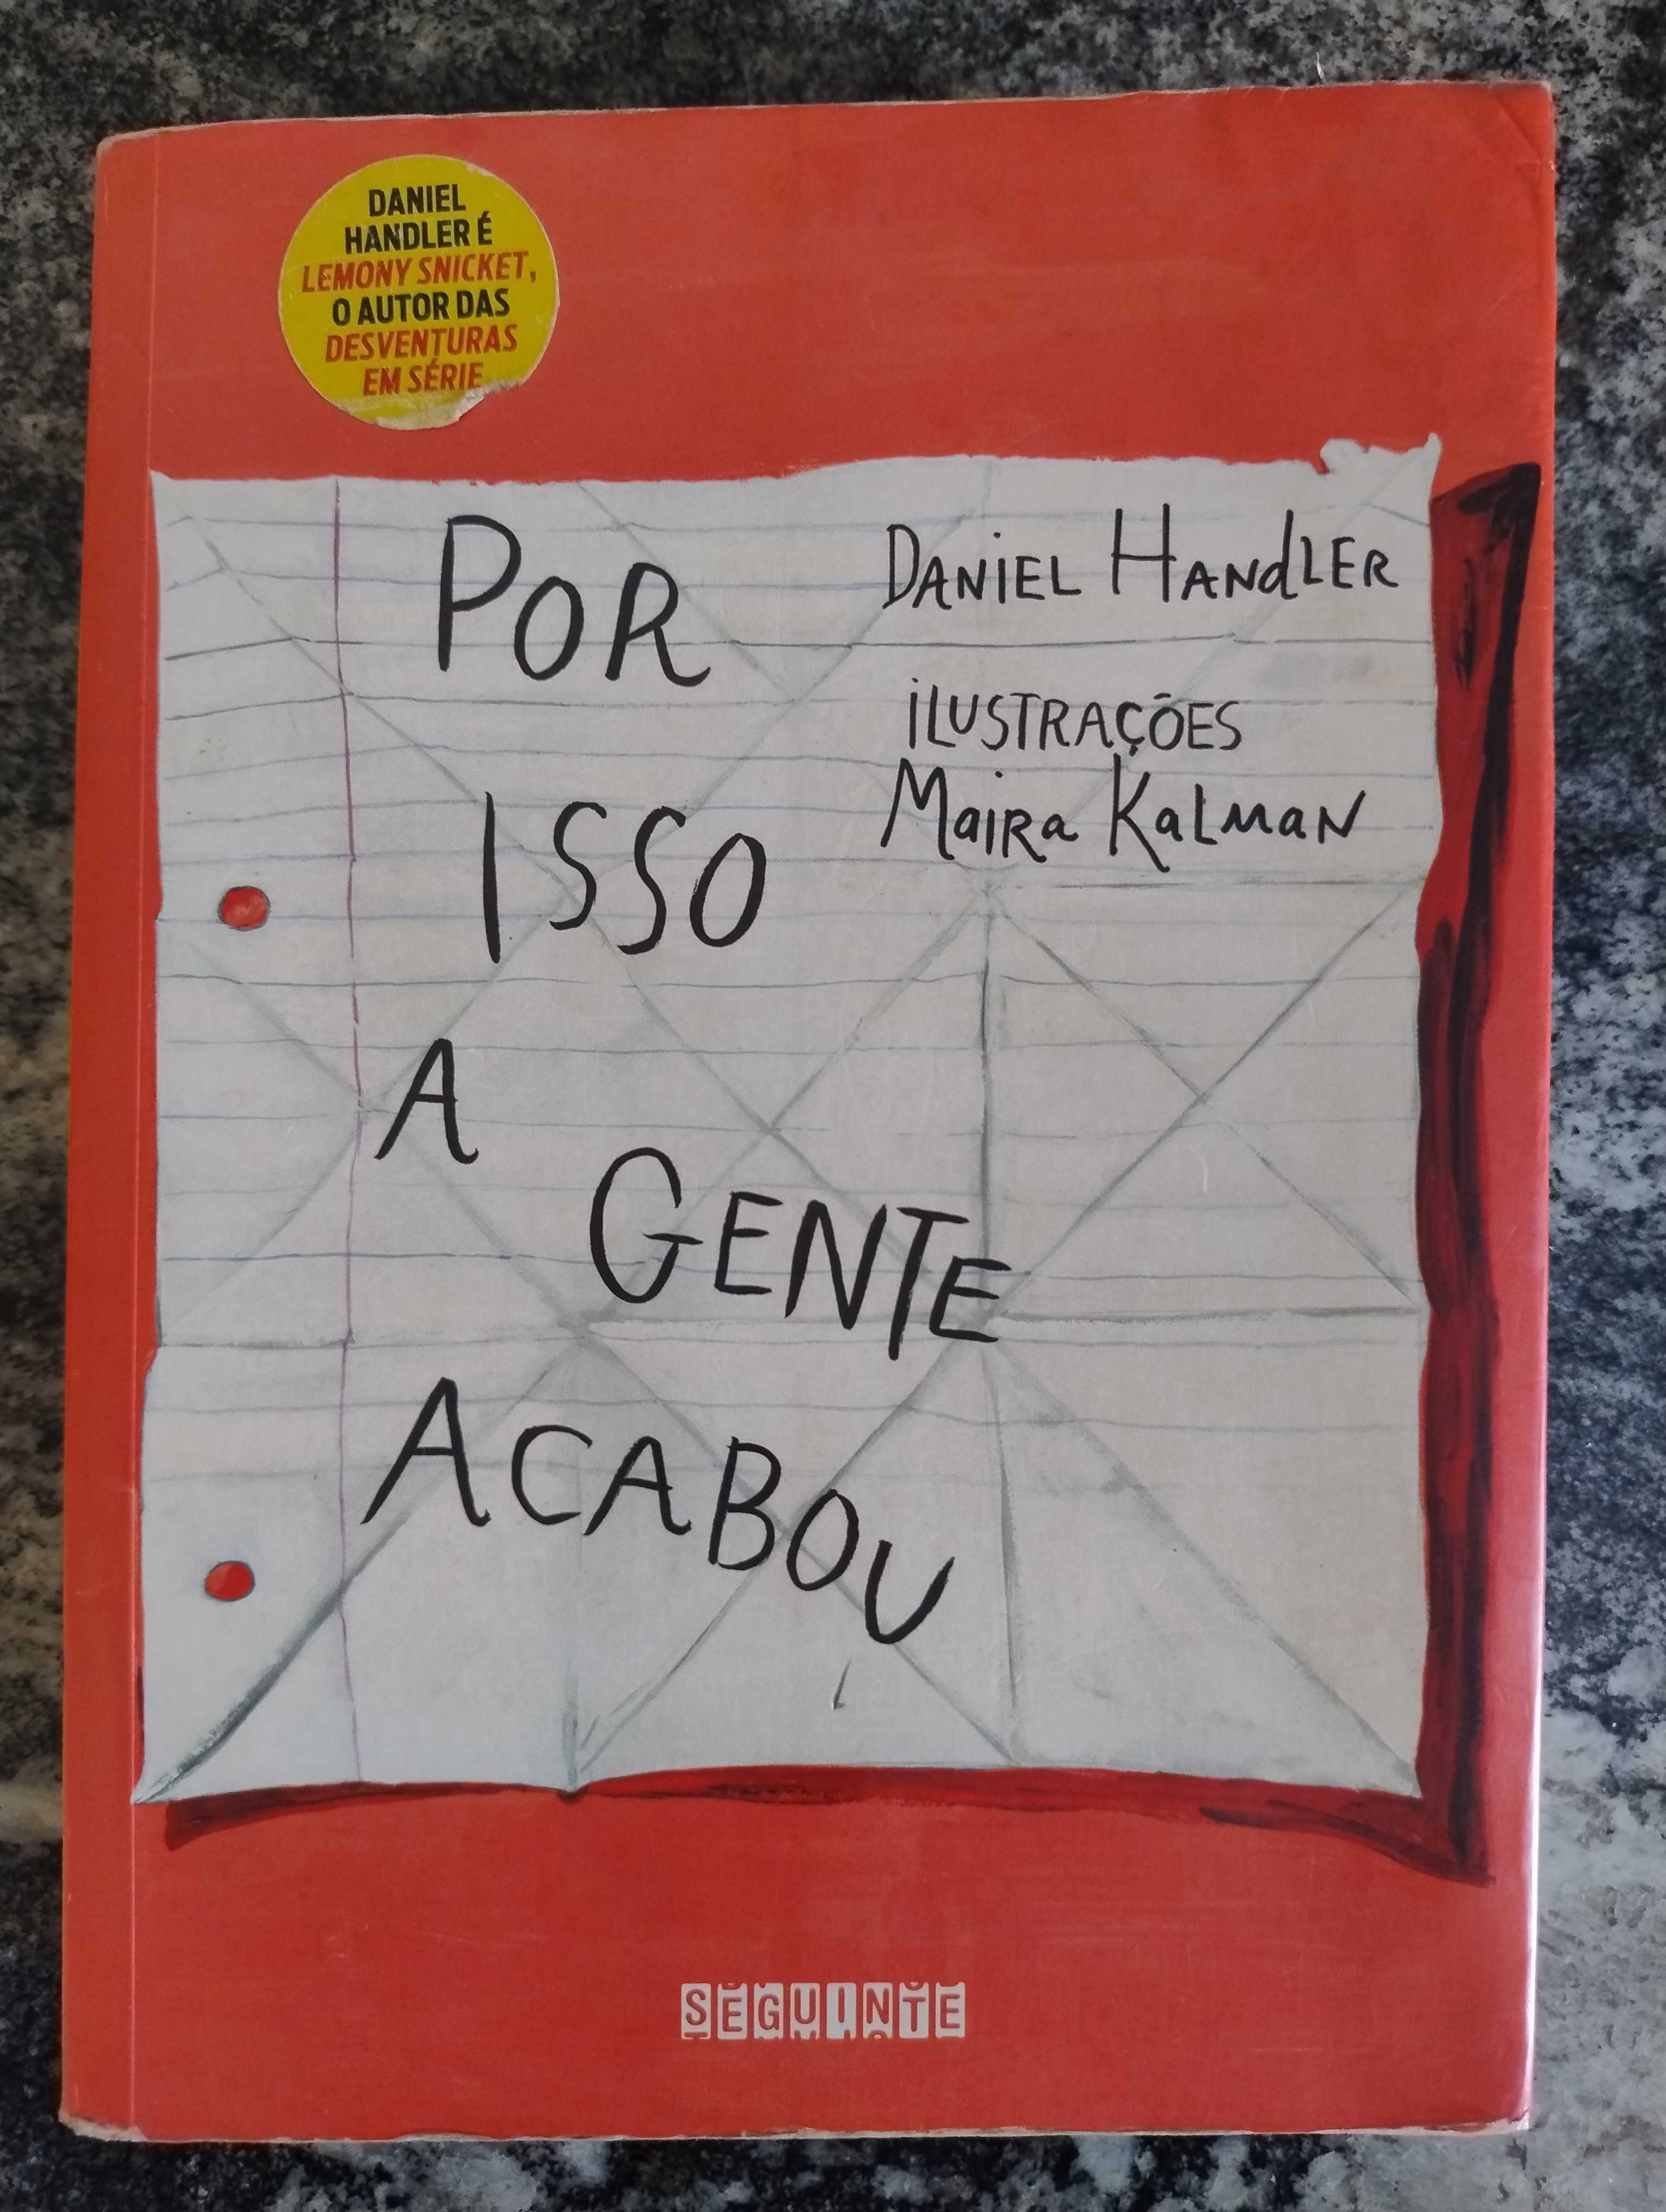 DANIEL
HANDLER É
LEMONY SNICKET,
O AUTOR DAS
DESVENTURAS
EM SÉRIE
POR
ISSO
A
GENTE
ACABOU
DANIEL HANdLER
iLUSTRAÇÕES
MaiRa KaLMaN
SEGUINTE